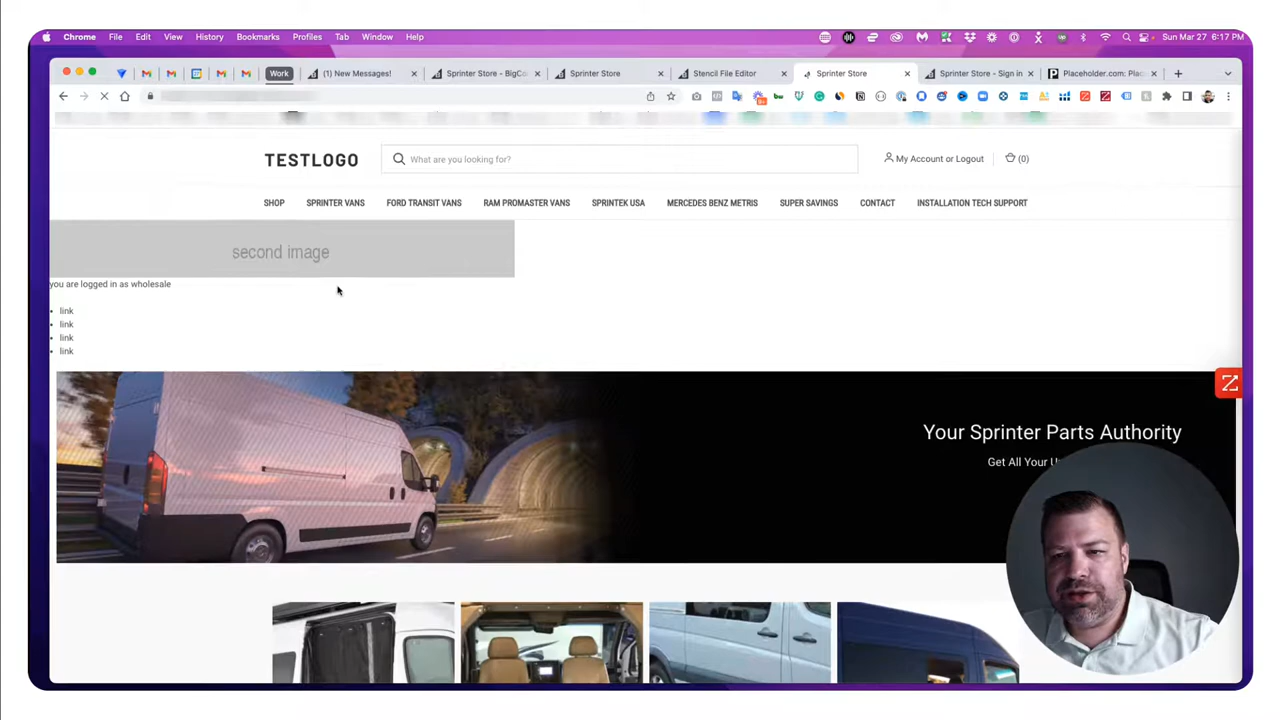 Chrome File Edit View History Bookmarks Profiles Tab Window Help Sun Mar 27 6:17 PM
Work (1) New Messages! Sprinter Store - BigCo Sprinter Store Stencil File Editor Sprinter Store Sprinter Store - Sign in Placeholder.com: Plac
TESTLOGO What are you looking for? My Account or Logout (0)
SHOP SPRINTER VANS FORD TRANSIT VANS RAM PROMASTER VANS SPRINTEK USA MERCEDES BENZ METRIS SUPER SAVINGS CONTACT INSTALLATION TECH SUPPORT
second image
you are logged in as wholesale
link
link
link
link
Your Sprinter Parts Authority
Get All Your U